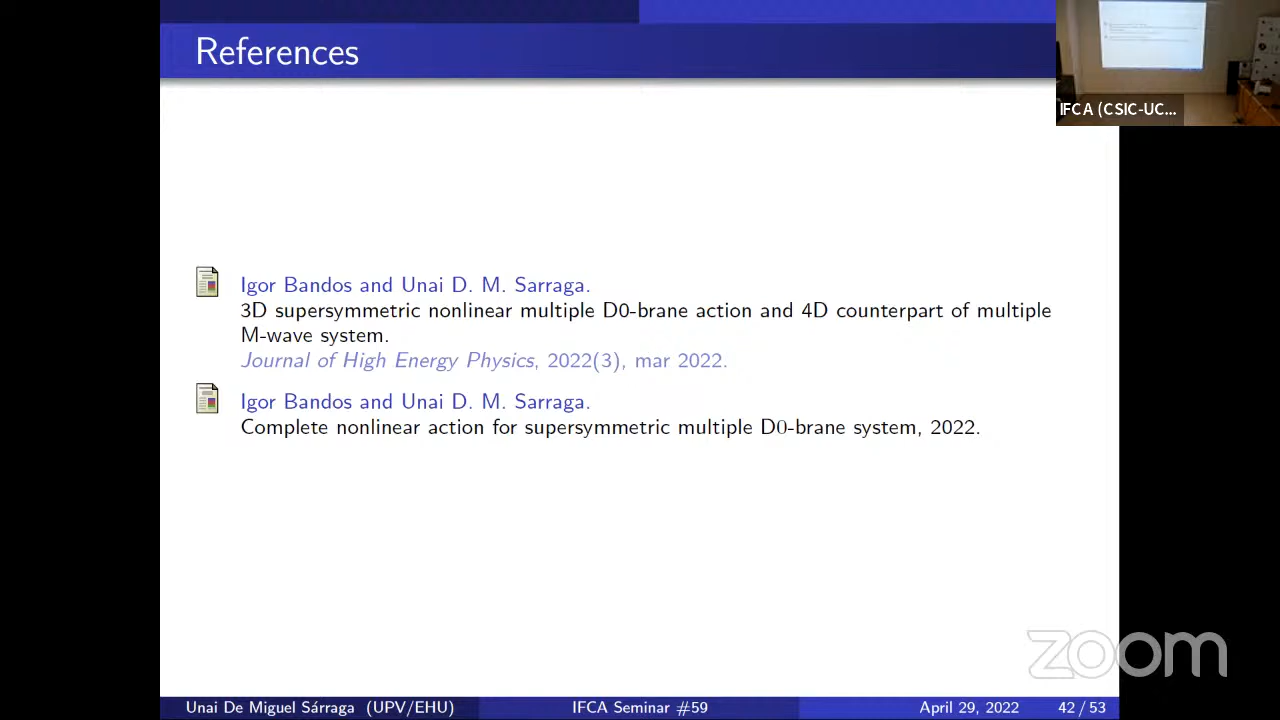 References
IFCA (CSIC-UC...
Igor Bandos and Unai D. M. Sarraga.
3D supersymmetric nonlinear multiple D0-brane action and 4D counterpart of multiple
M-wave system.
Journal of High Energy Physics, 2022(3), mar 2022.
Igor Bandos and Unai D. M. Sarraga.
Complete nonlinear action for supersymmetric multiple D0-brane system, 2022.
zoom
Unai De Miguel Sárraga (UPV/EHU) IFCA Seminar #59 April 29, 2022 42 / 53